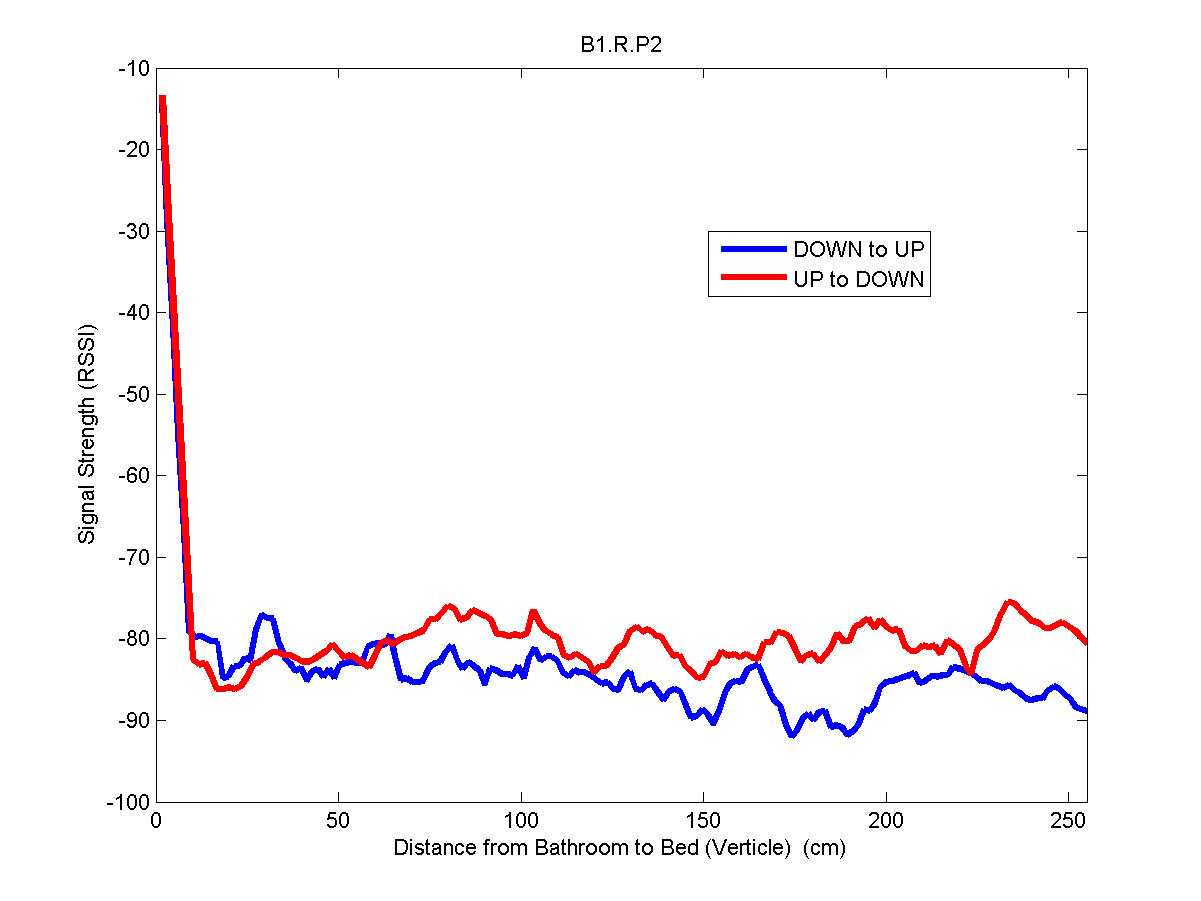 B1.R.P2
-10
-20
-30
-40
-50
-60
-70
-80
-90
-100
Signal Strength (RSSI)
DOWN to UP
UP to DOWN
0 50 100 150 200 250
Distance from Bathroom to Bed (Verticle) (cm)